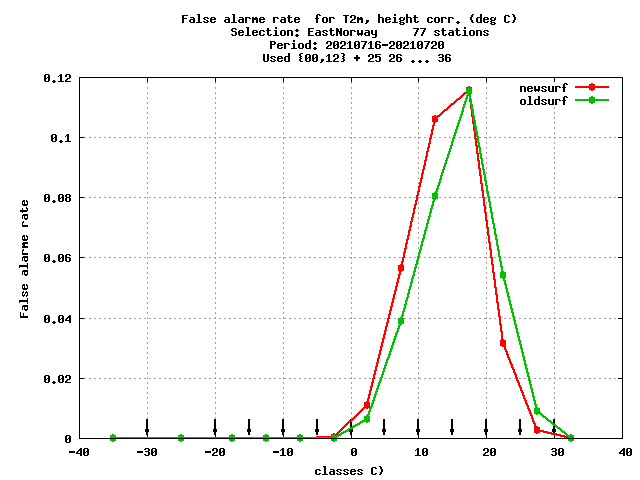 False alarme rate  for T2m, height corr. (deg C)
Selection: EastNorway     77 stations
Period: 20210716-20210720
Used {00,12} + 25 26 ... 36
newsurf
oldsurf
0.12
0.1
0.08
0.06
0.04
0.02
0
False alarme rate
-40 -30 -20 -10 0 10 20 30 40
classes C)